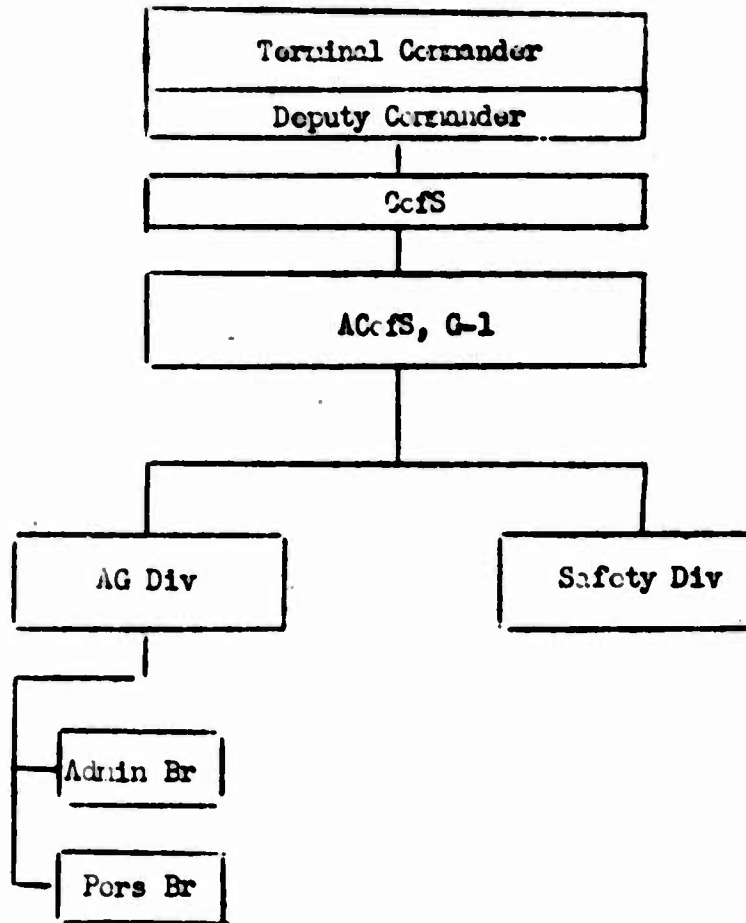 Terminal Commander
Deputy Commander
CofS
ACofS, G-1
AG Div
Safety Div
Admin Br
Pers Br